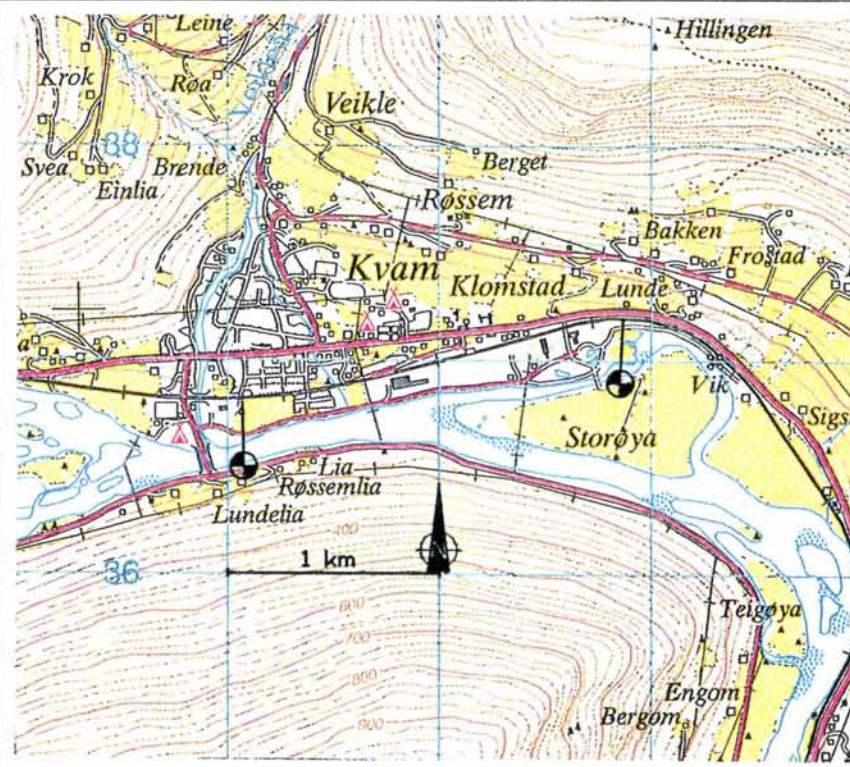 Leine
Hillingen
Krok
Røa
Veikle
38
Svea
Brende
Berget
Einlia
Røssem
Bakken
Kvam
Frostad
Klomstad
Lunde
a
Vik
Storøya
Sigs
Lia
Røssemlia
Lundelia
400
1 km
36
600
Teigøya
700
800
Engom
Bergom
900